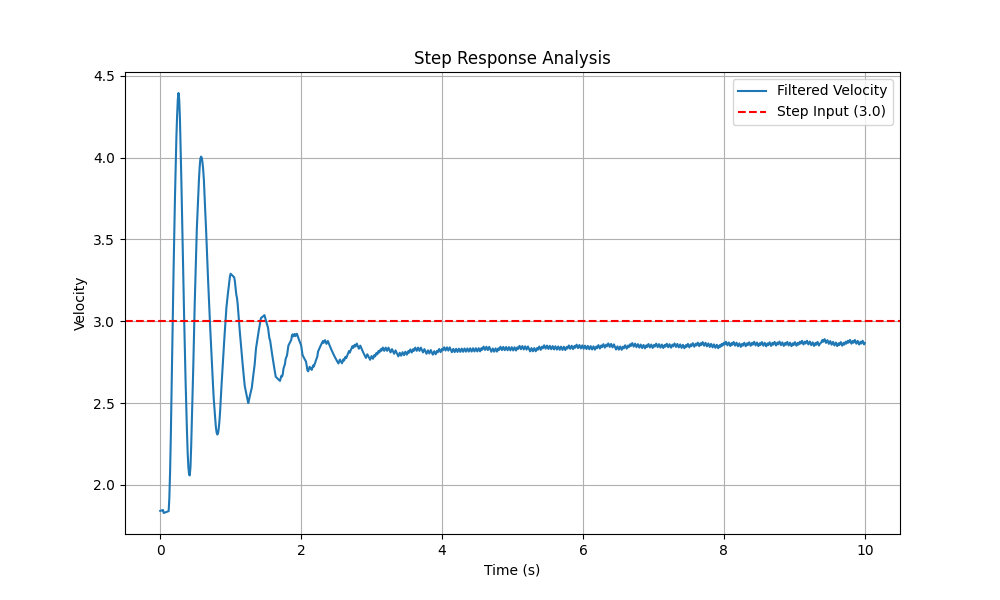 Step Response Analysis
Filtered Velocity
Step Input (3.0)
4.5
4.0
3.5
3.0
2.5
2.0
Velocity
0
2
4
6
8
10
Time (s)